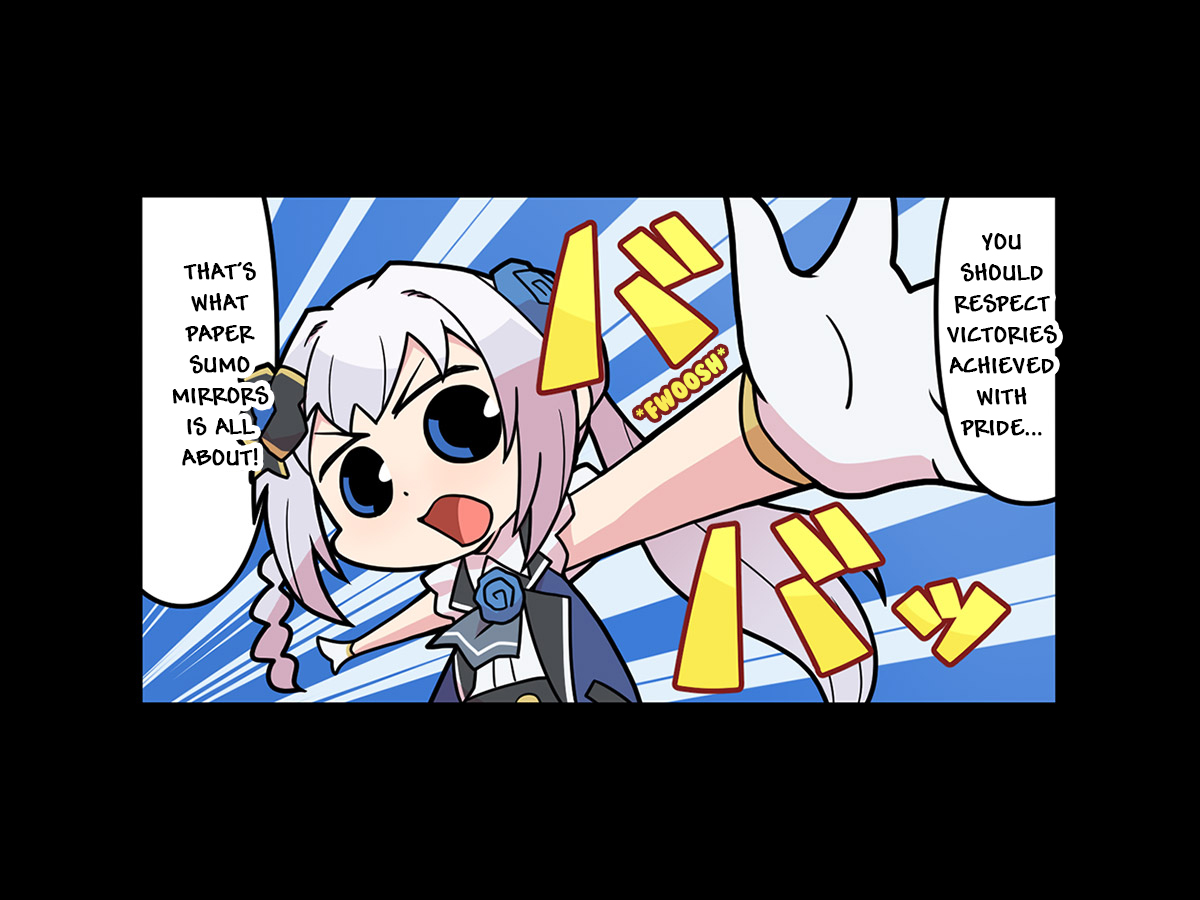 YOU
SHOULD
RESPECT
VICTORIES
ACHIEVED
WITH
PRIDE...
ババ
*FWOOSH*
バッ
THAT'S
WHAT
PAPER
SUMO
MIRRORS
IS ALL
ABOUT!